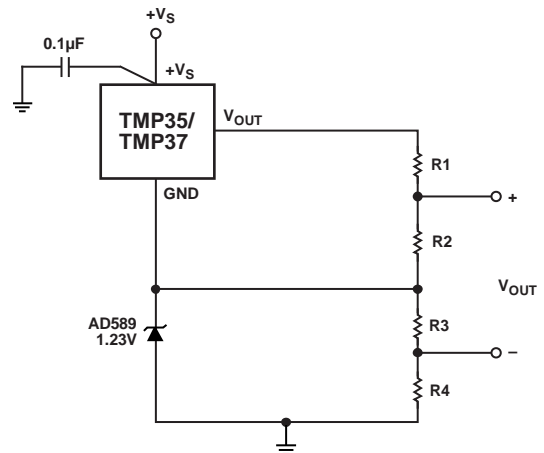 +VS
0.1µF
+VS
TMP35/
TMP37
VOUT
GND
R1
+
R2
VOUT
AD589
1.23V
R3
–
R4